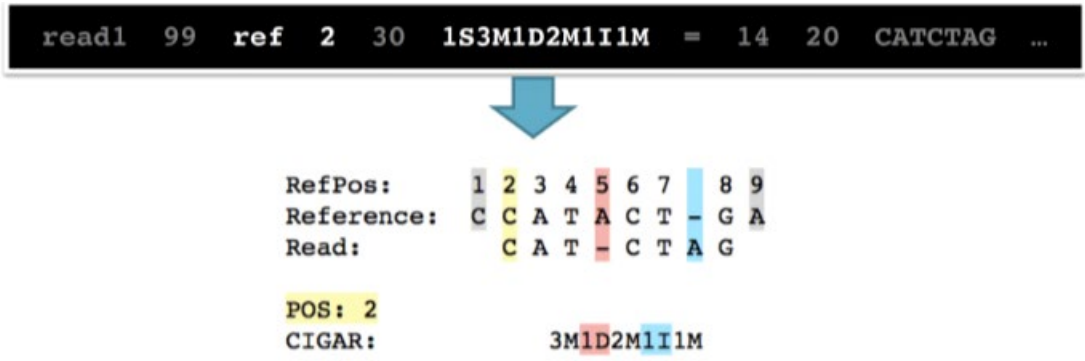 read1 99 ref 2 30 1S3M1D2M1I1M = 14 20 CATCTAG …
RefPos: 1 2 3 4 5 6 7 8 9
Reference: C C A T A C T - G A
Read: C A T - C T A G
POS: 2
CIGAR: 3M1D2M1I1M